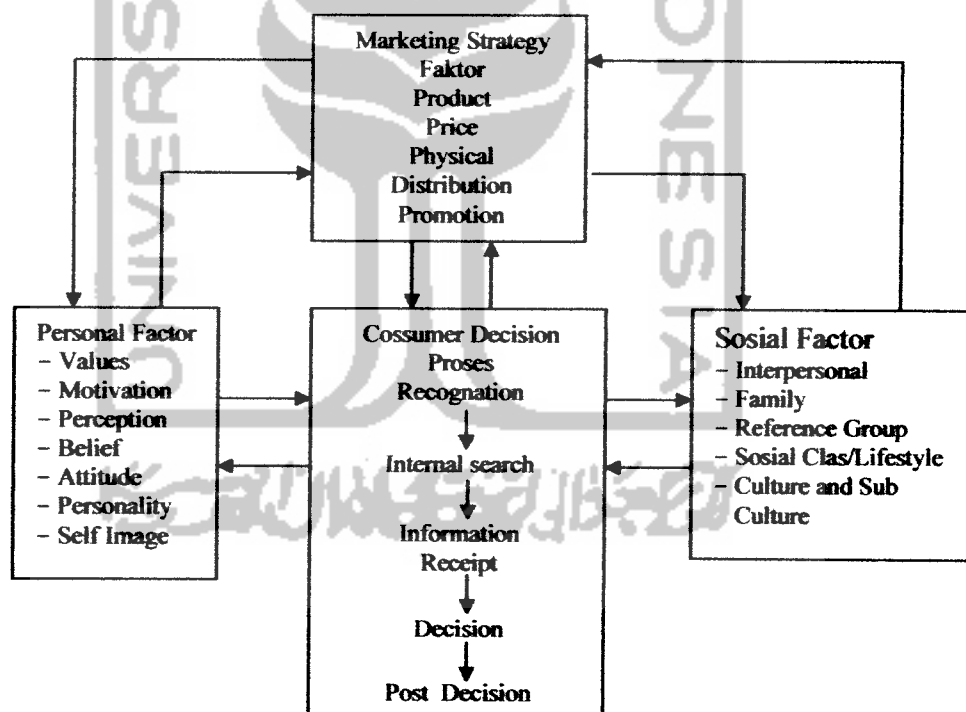 Marketing Strategy
Faktor
Product
Price
Physical
Distribution
Promotion
Personal Factor
– Values
– Motivation
– Perception
– Belief
– Attitude
– Personality
– Self Image
Cossumer Decision
Proses
Recognation
Internal search
Information
Receipt
Decision
Post Decision
Sosial Factor
– Interpersonal
– Family
– Reference Group
– Sosial Clas/Lifestyle
– Culture and Sub
Culture
UNIVERS
ONESIA